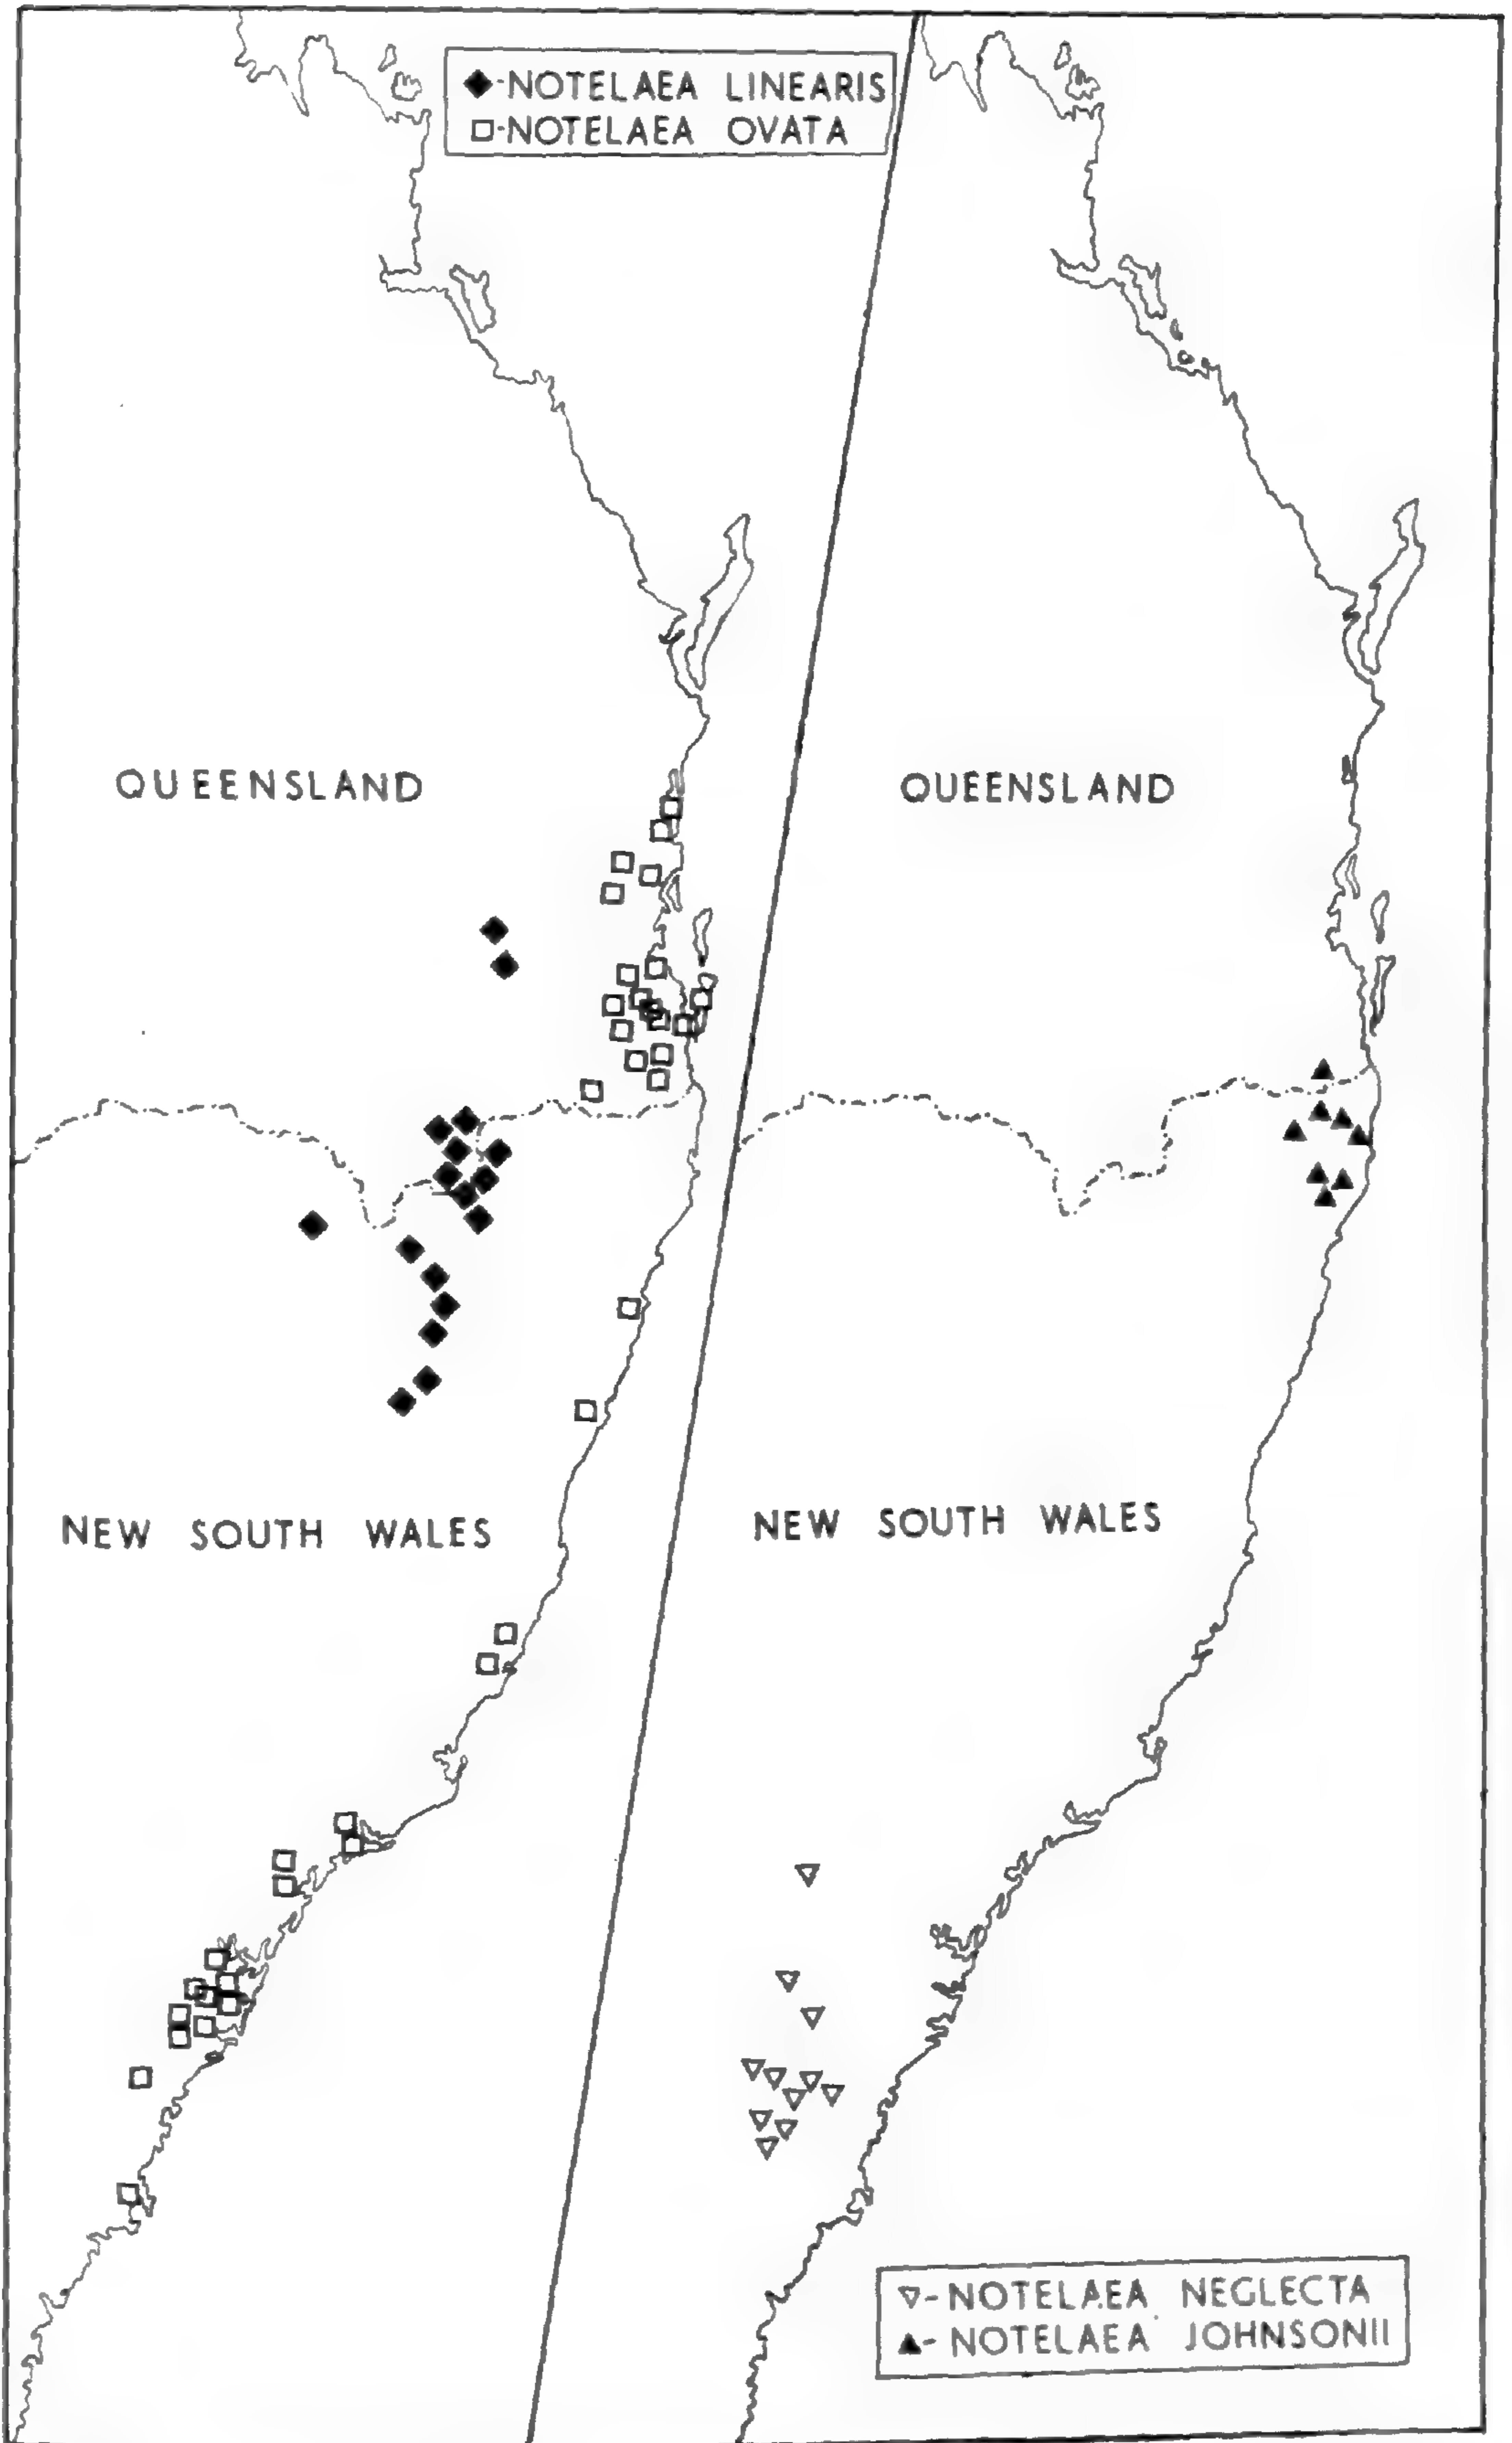 ◆-NOTELAEA LINEARIS
□-NOTELAEA OVATA
QUEENSLAND
QUEENSLAND
NEW SOUTH WALES
NEW SOUTH WALES
▽-NOTELAEA NEGLECTA
▲-NOTELAEA JOHNSONII